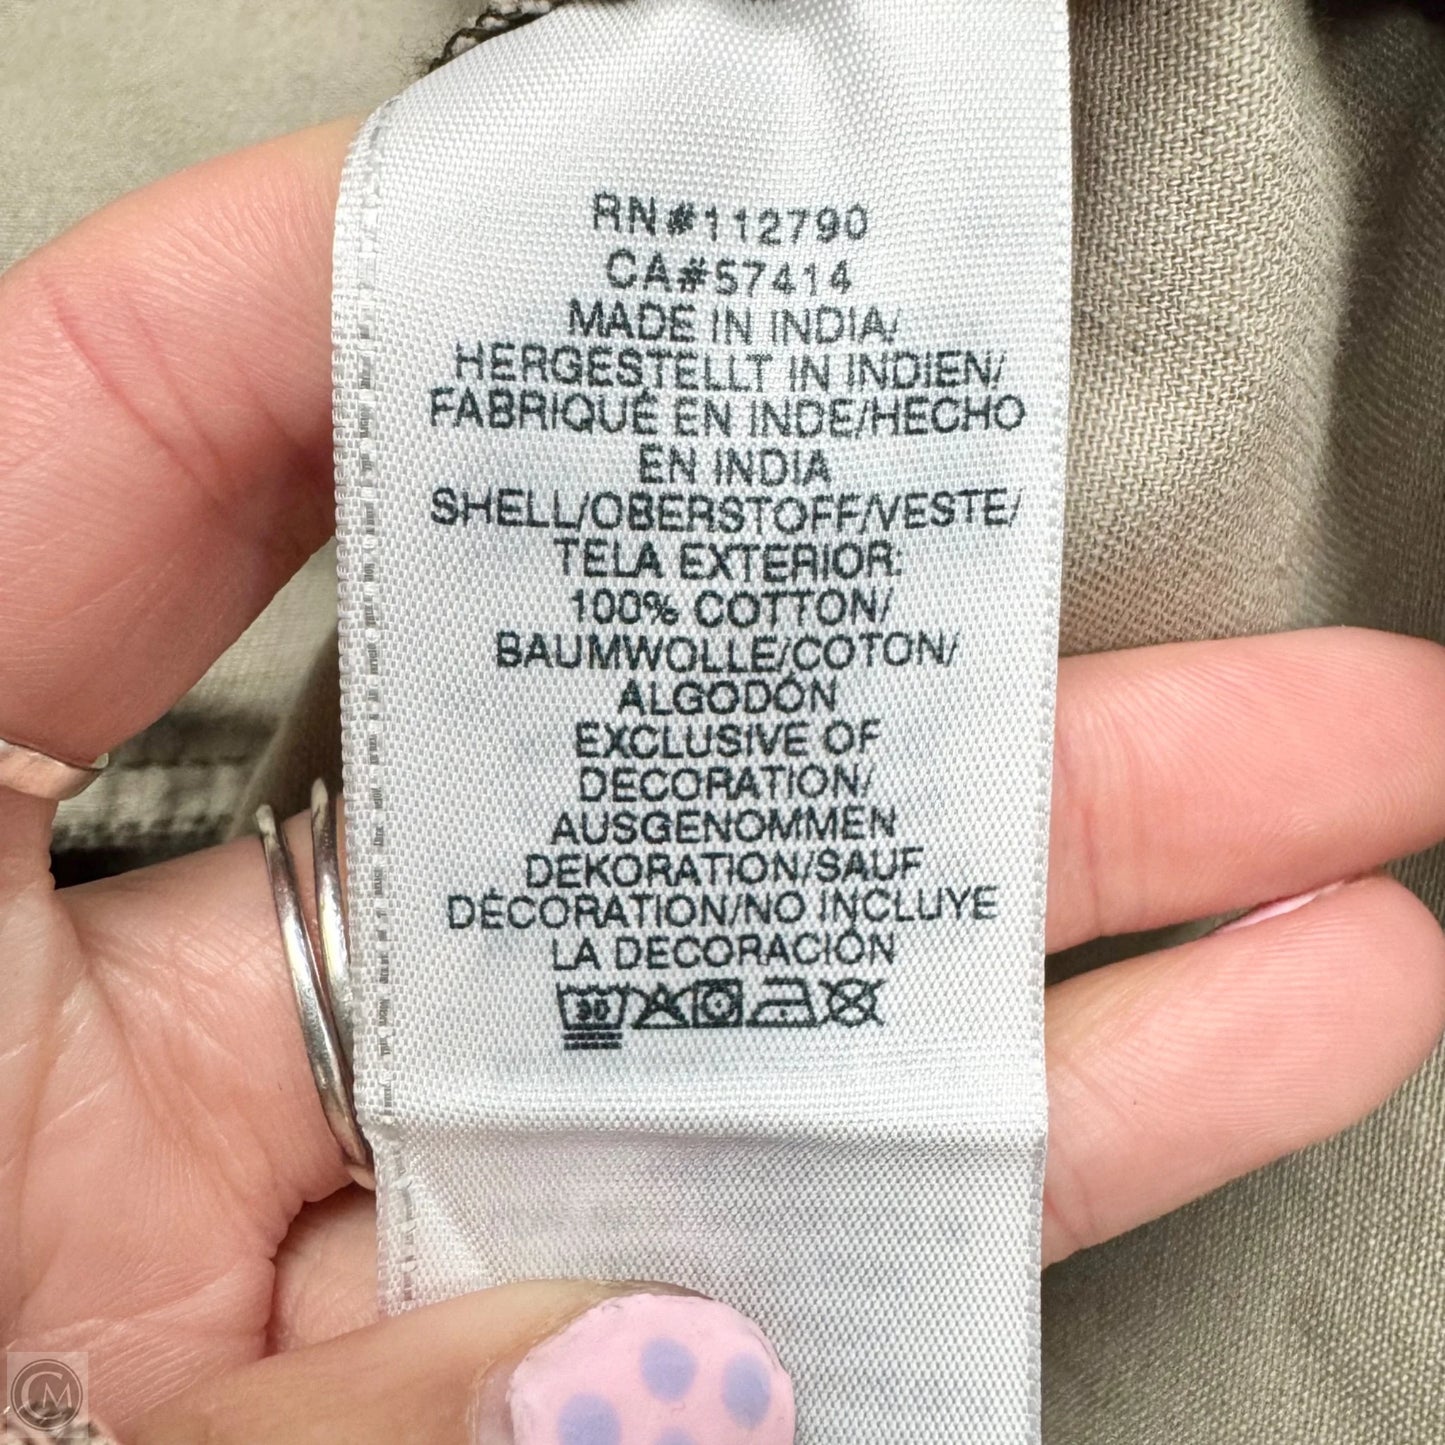 RN#112790
CA#57414
MADE IN INDIA/
HERGESTELLT IN INDIEN/
FABRIQUÉ EN INDE/HECHO
EN INDIA
SHELL/OBERSTOFF/VESTE/
TELA EXTERIOR:
100% COTTON/
BAUMWOLLE/COTON/
ALGODÓN
EXCLUSIVE OF
DECORATION/
AUSGENOMMEN
DEKORATION/SAUF
DÉCORATION/NO INCLUYE
LA DECORACIÓN
30
CM